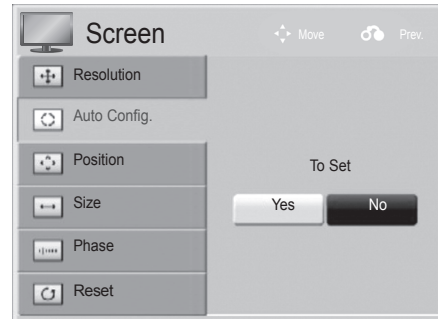 Screen
Move
Prev.
Resolution
Auto Config.
Position
Size
Phase
Reset
To Set
Yes
No